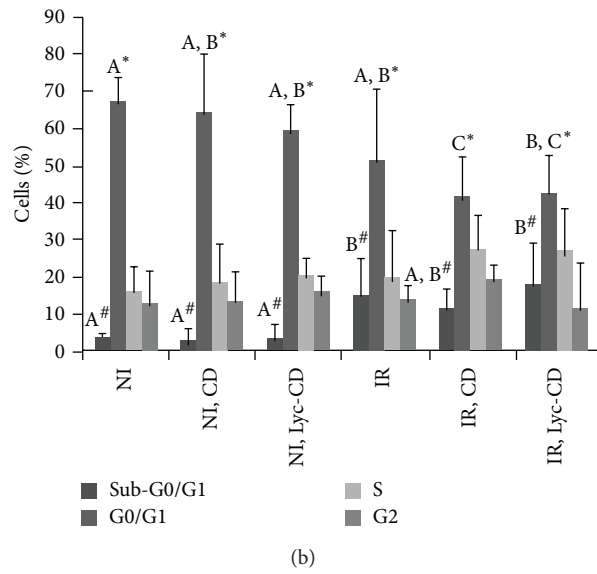 90
80
70
60
50
40
30
20
10
0
Cells (%)
A#
A*
A#
A, B*
A#
A, B*
B#
A, B*
A, B#
C*
B#
B, C*
NI
NI, CD
NI, Lyc-CD
IR
IR, CD
IR, Lyc-CD
Sub-G0/G1
G0/G1
S
G2
(b)